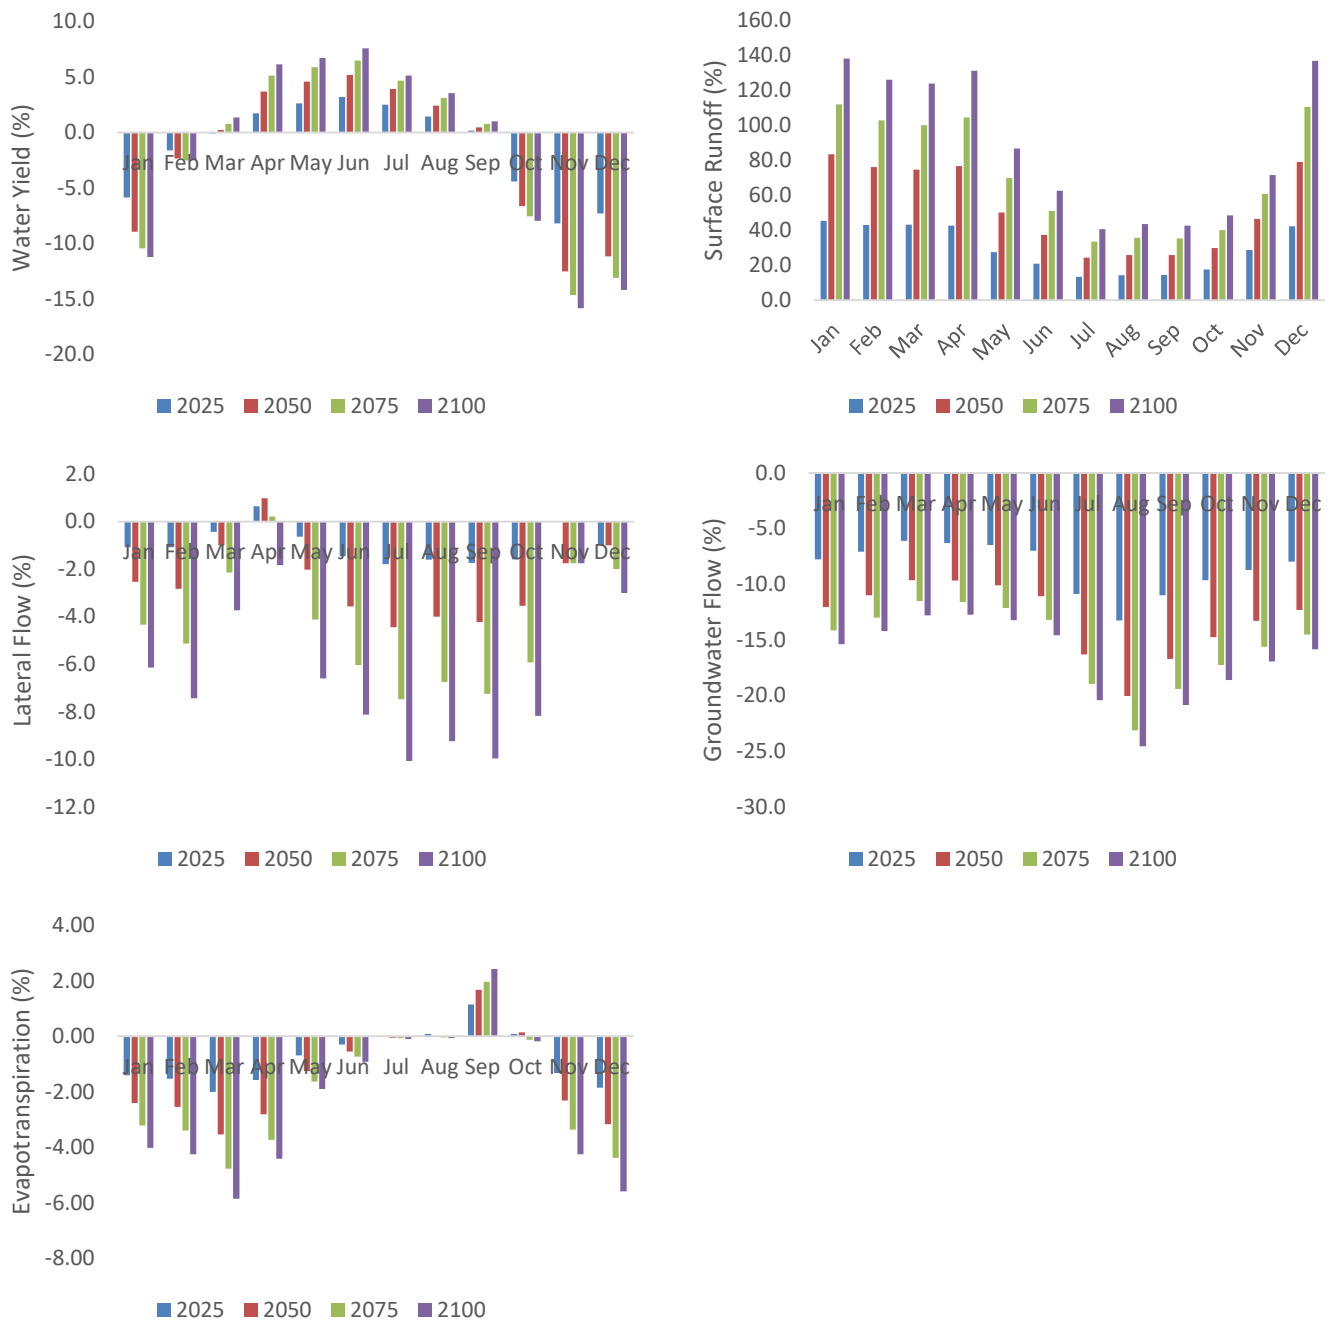 10.0
5.0
0.0
-5.0
-10.0
-15.0
-20.0
Water Yield (%)
Jan Feb Mar Apr May Jun Jul Aug Sep Oct Nov Dec
2025 2050 2075 2100
160.0
140.0
120.0
100.0
80.0
60.0
40.0
20.0
0.0
Surface Runoff (%)
Jan Feb Mar Apr May Jun Jul Aug Sep Oct Nov Dec
2025 2050 2075 2100
2.0
0.0
-2.0
-4.0
-6.0
-8.0
-10.0
-12.0
Lateral Flow (%)
Jan Feb Mar Apr May Jun Jul Aug Sep Oct Nov Dec
2025 2050 2075 2100
0.0
-5.0
-10.0
-15.0
-20.0
-25.0
-30.0
Groundwater Flow (%)
Jan Feb Mar Apr May Jun Jul Aug Sep Oct Nov Dec
2025 2050 2075 2100
4.00
2.00
0.00
-2.00
-4.00
-6.00
-8.00
Evapotranspiration (%)
Jan Feb Mar Apr May Jun Jul Aug Sep Oct Nov Dec
2025 2050 2075 2100